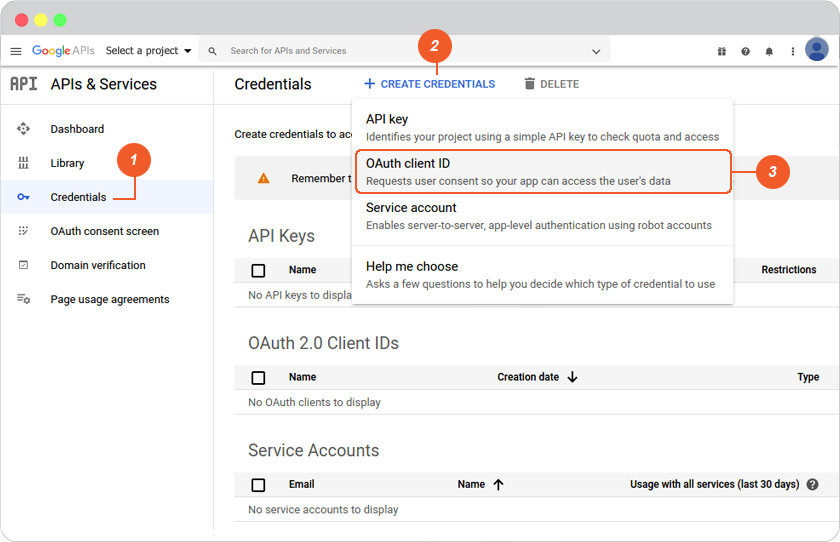 Google APIs
Select a project
Search for APIs and Services
2
API
APIs & Services
Credentials
+ CREATE CREDENTIALS
DELETE
Dashboard
Library
1
Credentials
OAuth consent screen
Domain verification
Page usage agreements
Create credentials to acc
Remember t
API key
Identifies your project using a simple API key to check quota and access
OAuth client ID
Requests user consent so your app can access the user's data
3
Service account
Enables server-to-server, app-level authentication using robot accounts
Help me choose
Asks a few questions to help you decide which type of credential to use
API Keys
Name
Restrictions
No API keys to displa
OAuth 2.0 Client IDs
Name
Creation date
Type
No OAuth clients to display
Service Accounts
Email
Name
Usage with all services (last 30 days)
No service accounts to display